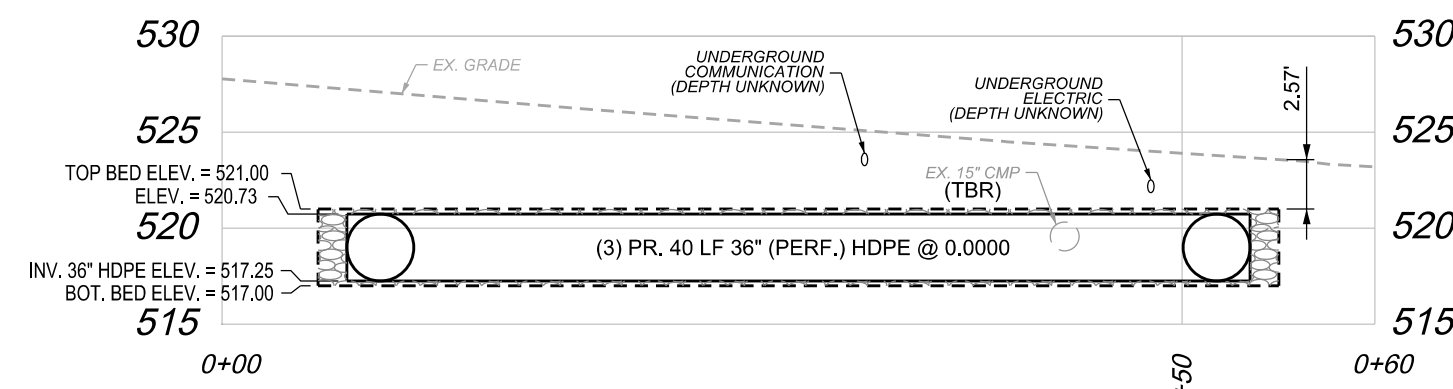 530
530
EX. GRADE
UNDERGROUND
COMMUNICATION
(DEPTH UNKNOWN)
UNDERGROUND
ELECTRIC
(DEPTH UNKNOWN)
2.57'
525
525
TOP BED ELEV. = 521.00
ELEV. = 520.73
EX. 15" CMP
(TBR)
520
520
(3) PR. 40 LF 36" (PERF.) HDPE @ 0.0000
INV. 36" HDPE ELEV. = 517.25
BOT. BED ELEV. = 517.00
515
515
0+00
+50
0+60